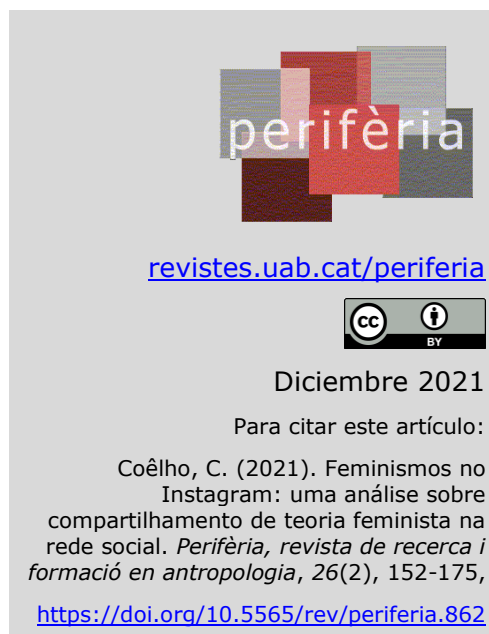 perifèria
revistes.uab.cat/periferia
cc
BY
Diciembre 2021
Para citar este artículo:
Coêlho, C. (2021). Feminismos no
Instagram: uma análise sobre
compartilhamento de teoria feminista na
rede social. Perifèria, revista de recerca i
formació en antropologia, 26(2), 152-175,
https://doi.org/10.5565/rev/periferia.862